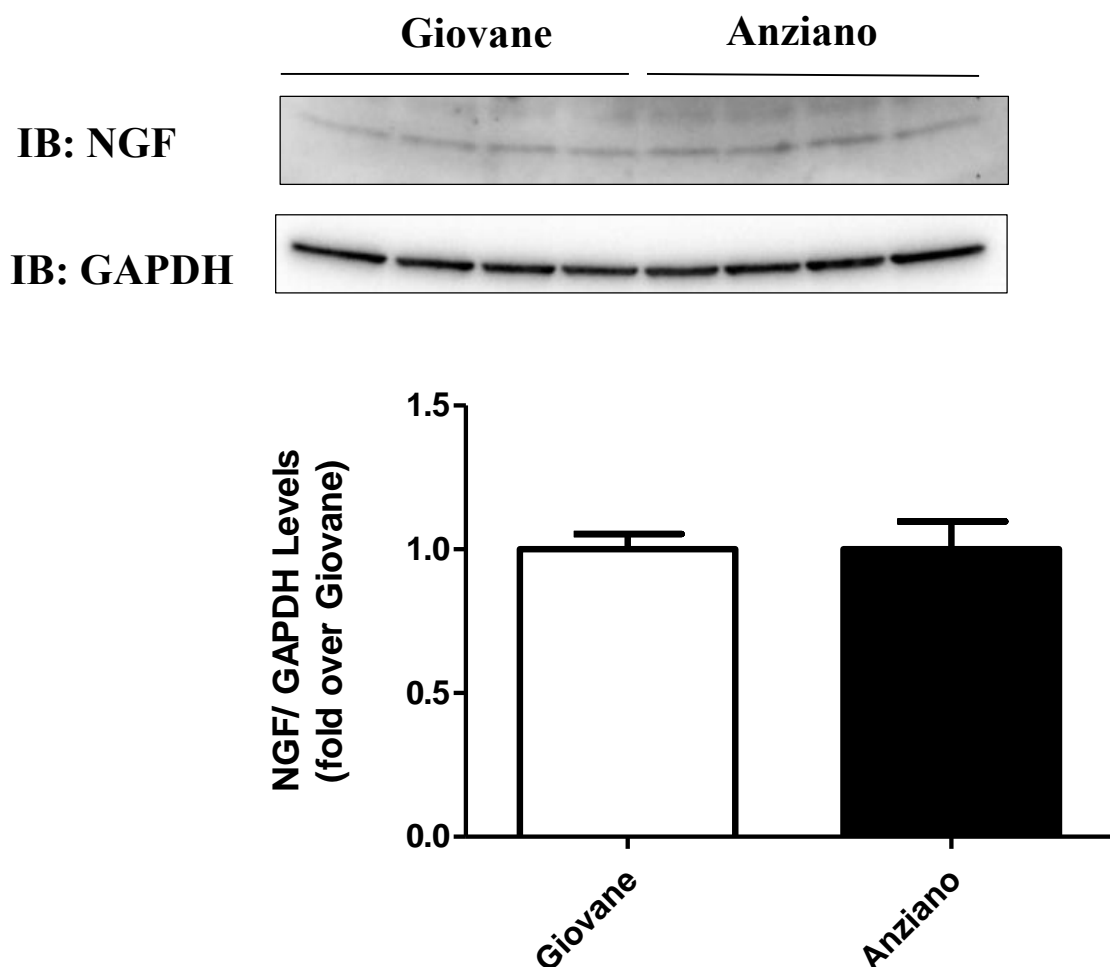 Giovane Anziano
IB: NGF
IB: GAPDH
NGF/ GAPDH Levels
(fold over Giovane)
1.5
1.0
0.5
0.0
Giovane
Anziano